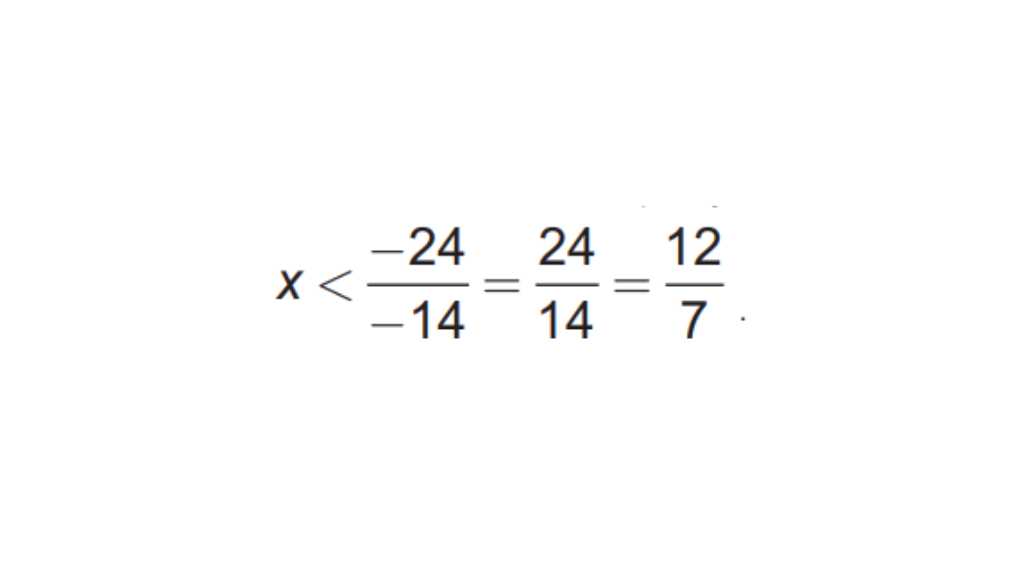 x < −24/−14 = 24/14 = 12/7 .